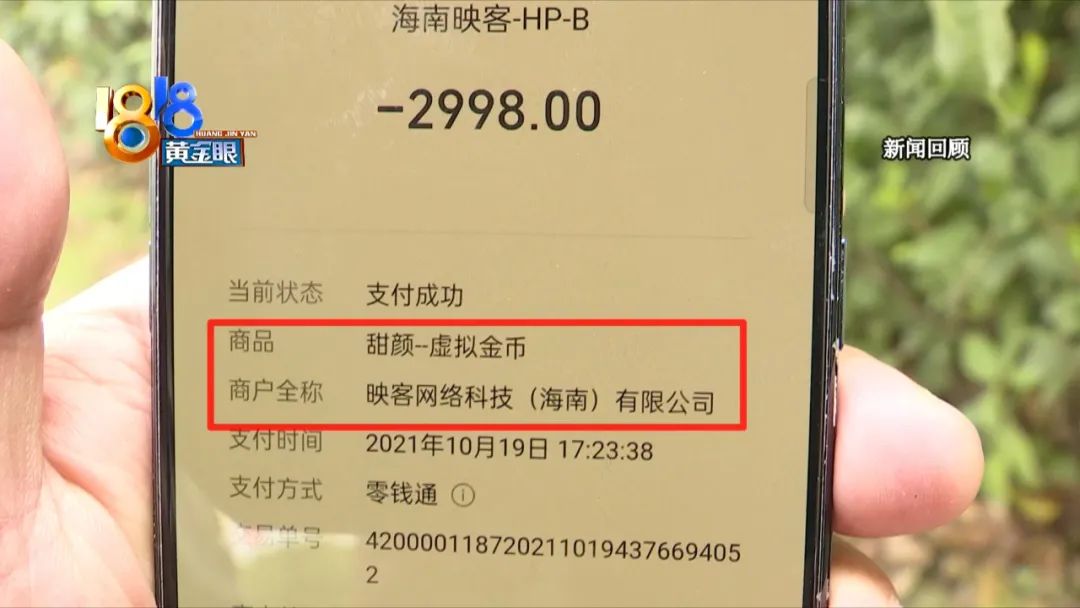 海南映客-HP-B
-2998.00
1818
HUANG JIN YAN
黄金眼
新闻回顾
当前状态 支付成功
商品 甜颜--虚拟金币
商户全称 映客网络科技（海南）有限公司
支付时间 2021年10月19日 17:23:38
支付方式 零钱通
交易单号 420000118720211019437669405
2